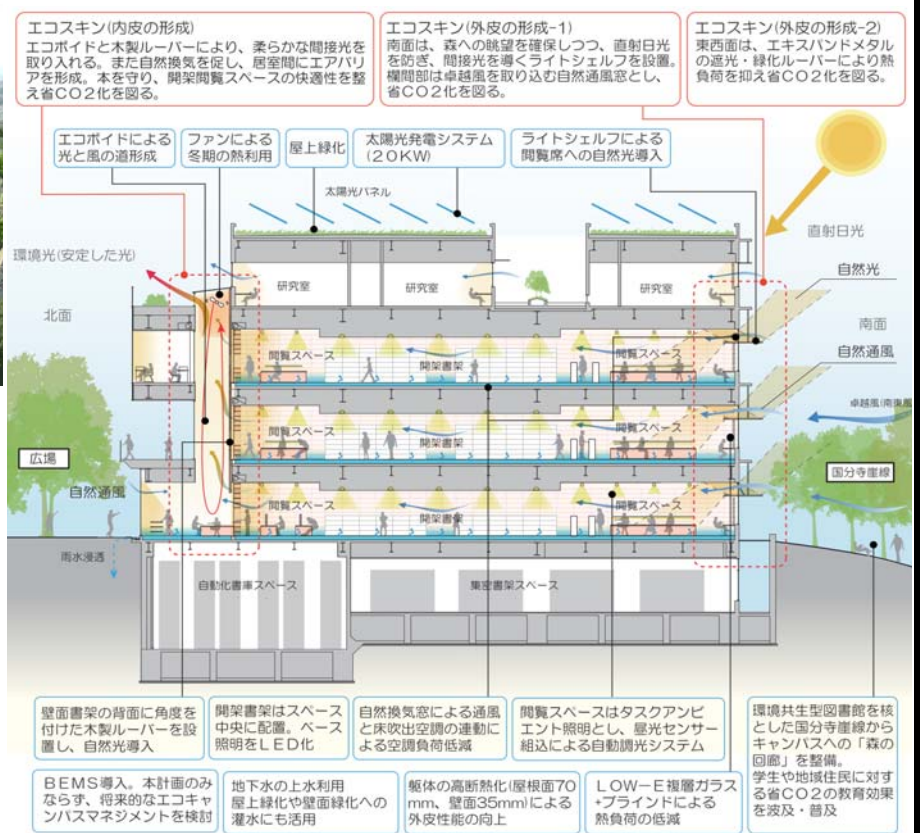 エコスキン(内皮の形成)
エコボイドと木製ルーバーにより、柔らかな間接光を
取り入れる。また自然換気を促し、居室間にエアバリ
アを形成。本を守り、開架閲覧スペースの快適性を整
え省CO2化を図る。
エコスキン(外皮の形成-1)
南面は、森への眺望を確保しつつ、直射日光
を防ぎ、間接光を導くライトシェルフを設置。
欄間部は卓越風を取り込む自然通風窓とし、
省CO2化を図る。
エコスキン(外皮の形成-2)
東西面は、エキスパンドメタル
の遮光・緑化ルーバーにより熱
負荷を抑え省CO2化を図る。
エコボイドによる
光と風の道形成
ファンによる
冬期の熱利用
屋上緑化
太陽光発電システム
(20KW)
ライトシェルフによる
閲覧席への自然光導入
太陽光パネル
環境光(安定した光)
直射日光
研究室
研究室
研究室
自然光
北面
南面
閲覧スペース
開架書架
閲覧スペース
自然通風
卓越風(南東風
閲覧スペース
開架書架
閲覧スペース
広場
国分寺崖線
自然通風
閲覧スペース
開架書架
閲覧スペース
雨水浸透
自動化書庫スペース
集密書架スペース
壁面書架の背面に角度を
付けた木製ルーバーを設
置し、自然光導入
開架書架はスペース
中央に配置。ベース
照明をLED化
自然換気窓による通風
と床吹出空調の連動に
よる空調負荷低減
閲覧スペースはタスクアンビ
エント照明とし、昼光センサー
組込による自動調光システム
環境共生型図書館を核
とした国分寺崖線から
キャンパスへの「森の
回廊」を整備。
学生や地域住民に対す
る省CO2の教育効果
を波及・普及
BEMS導入。本計画のみ
ならず、将来的なエコキャ
ンパスマネジメントを検討
地下水の上水利用
屋上緑化や壁面緑化への
灌水にも活用
躯体の高断熱化(屋根面70
mm、壁面35mm)による
外皮性能の向上
LOW-E複層ガラス
+ブラインドによる
熱負荷の低減